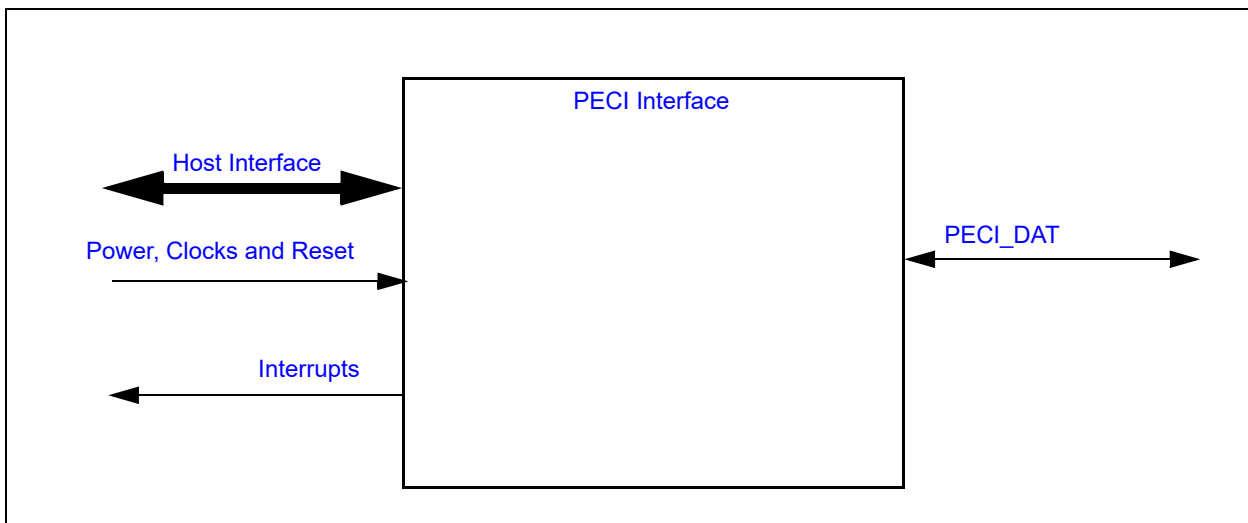 PECI Interface
Host Interface
Power, Clocks and Reset
PECI_DAT
Interrupts